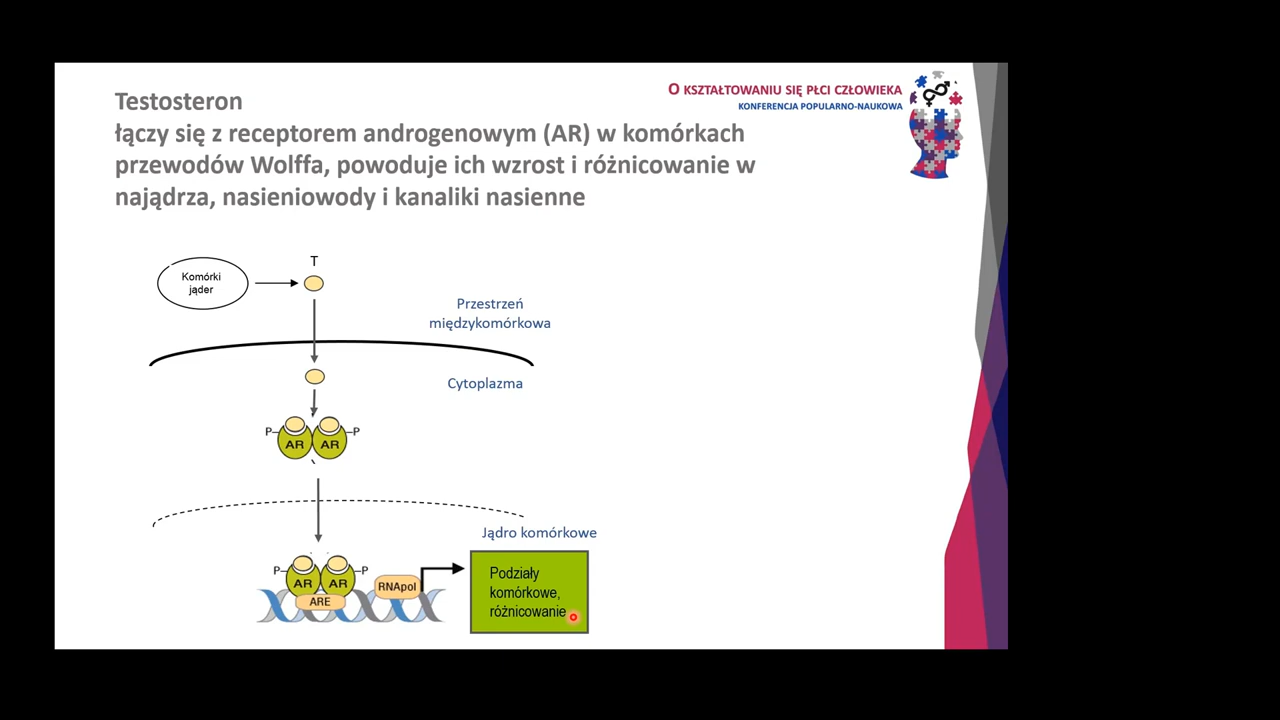 Testosteron
łączy się z receptorem androgenowym (AR) w komórkach
przewodów Wolffa, powoduje ich wzrost i różnicowanie w
najądrza, nasieniowody i kanaliki nasienne
O KSZTAŁTOWANIU SIĘ PŁCI CZŁOWIEKA
KONFERENCJA POPULARNO-NAUKOWA
T
Komórki
jąder
Przestrzeń
międzykomórkowa
Cytoplazma
P AR AR P
Jądro komórkowe
P AR AR P
ARE
RNApol
Podziały
komórkowe,
różnicowanie